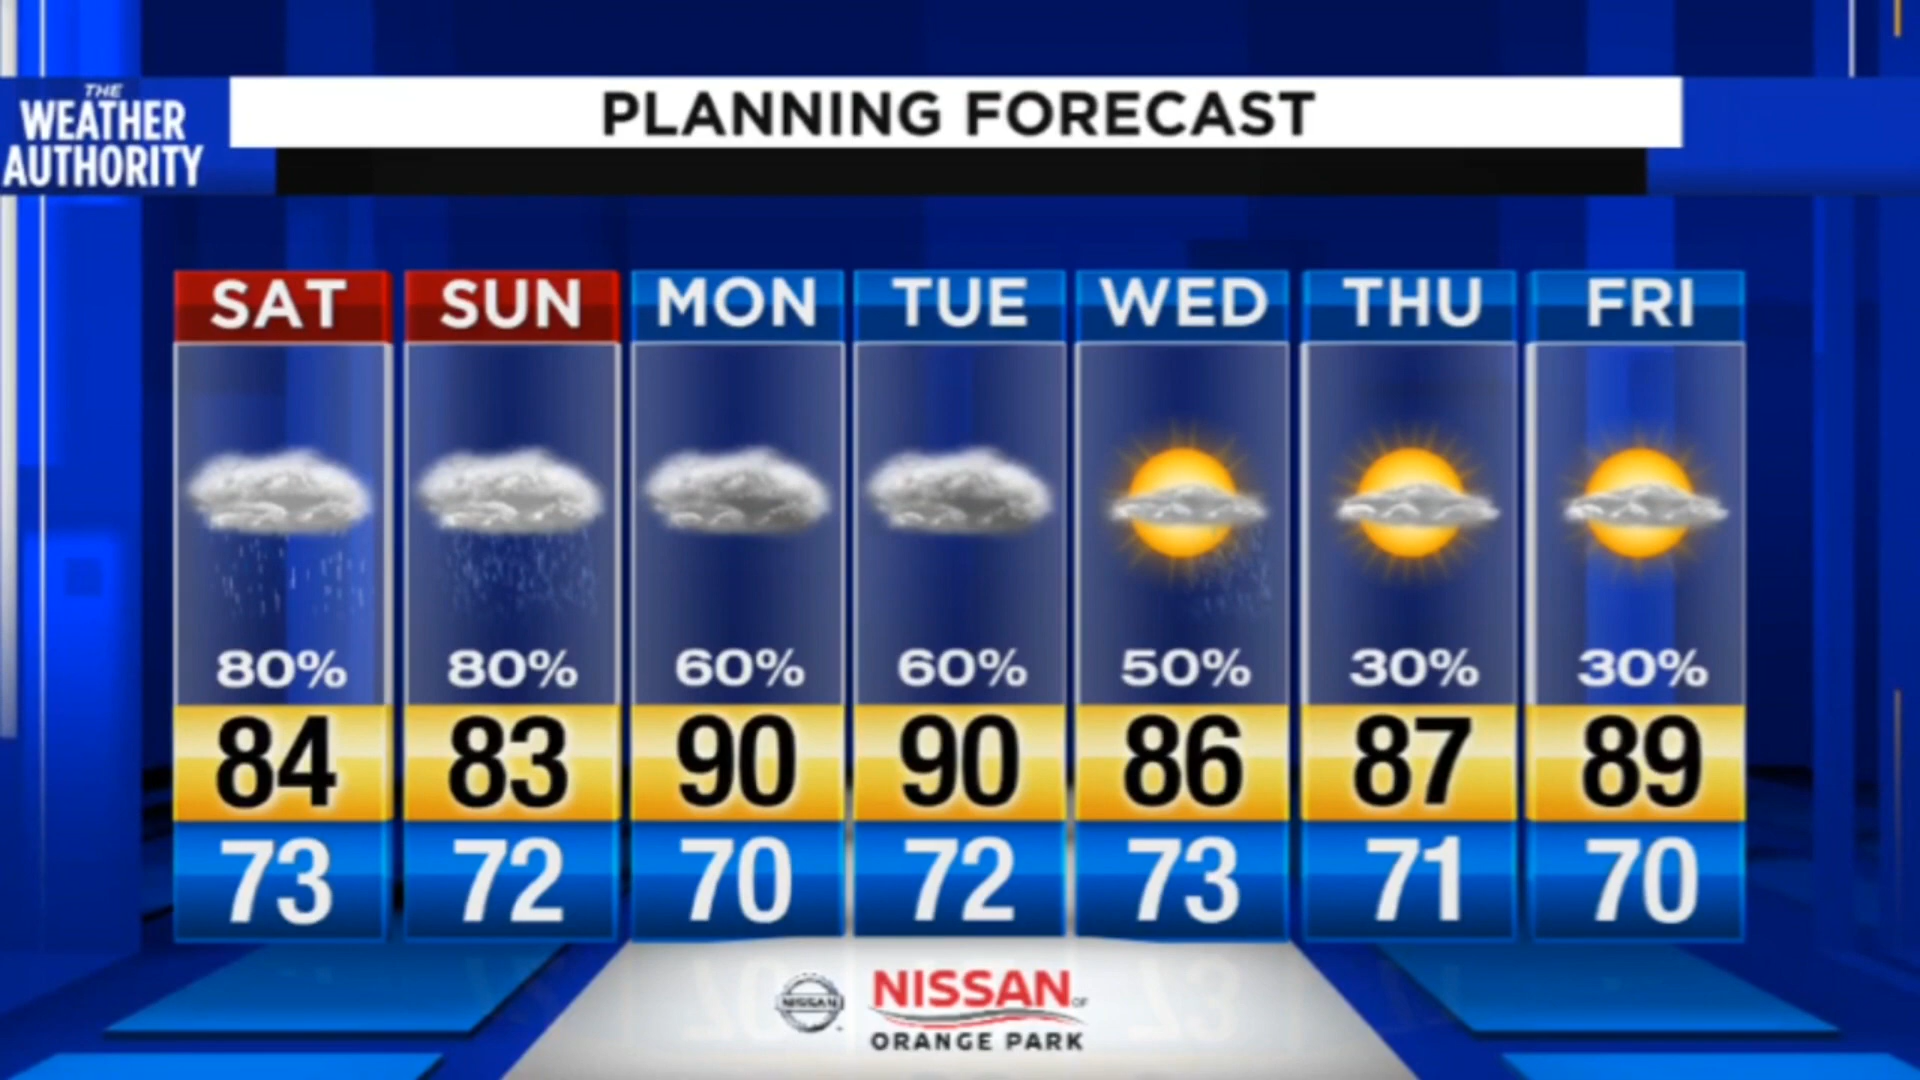 THE
WEATHER
AUTHORITY
PLANNING FORECAST
SAT SUN MON TUE WED THU FRI
80% 80% 60% 60% 50% 30% 30%
84 83 90 90 86 87 89
73 72 70 72 73 71 70
NISSAN NISSAN OF
ORANGE PARK